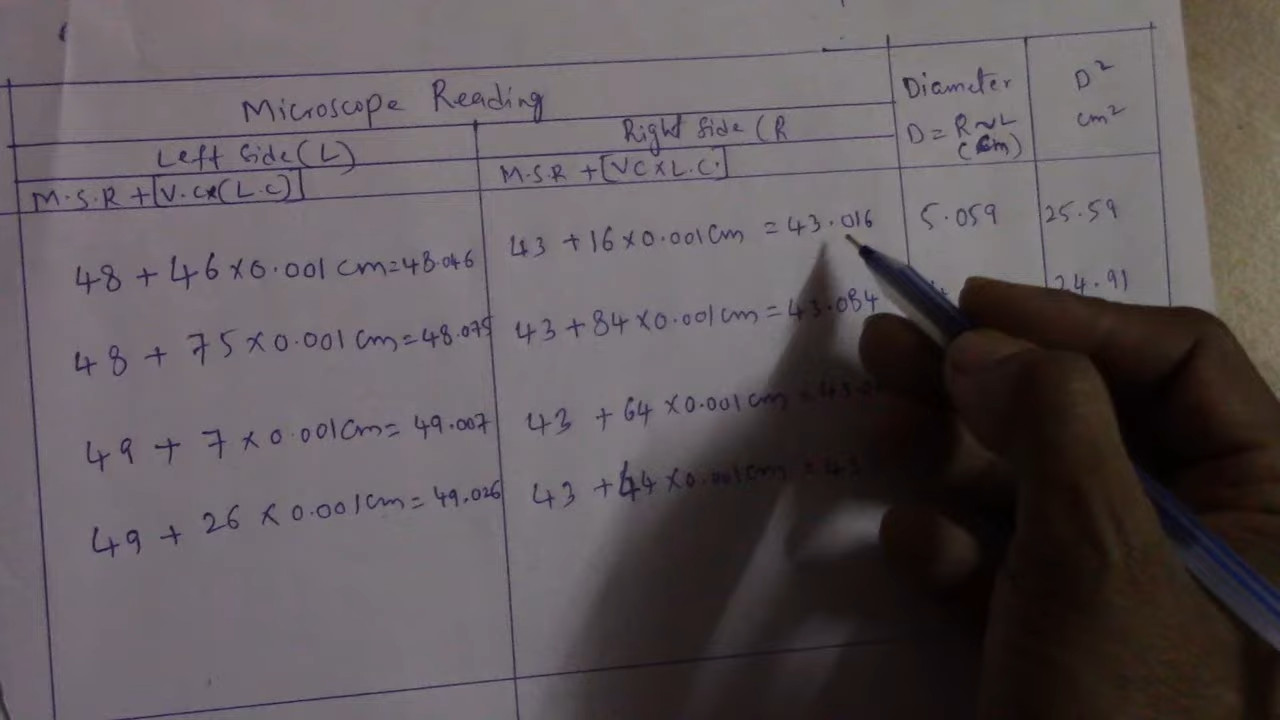 Microscope Reading
Diameter
D = R ~ L
(cm)
D²
cm²
Left Side (L)
Right Side (R
M.S.R + [V.C×(L.C)]
M.S.R + [VC×L.C.]
48 + 46 × 0.001 cm = 48.046
43 + 16 × 0.001 cm = 43.016
5.059
25.59
48 + 75 × 0.001 cm = 48.075
43 + 84 × 0.001 cm = 43.084
24.91
49 + 7 × 0.001 cm = 49.007
43 + 64 × 0.001 cm =
49 + 26 × 0.001 cm = 49.026
43 + 44 × 0.001 cm =